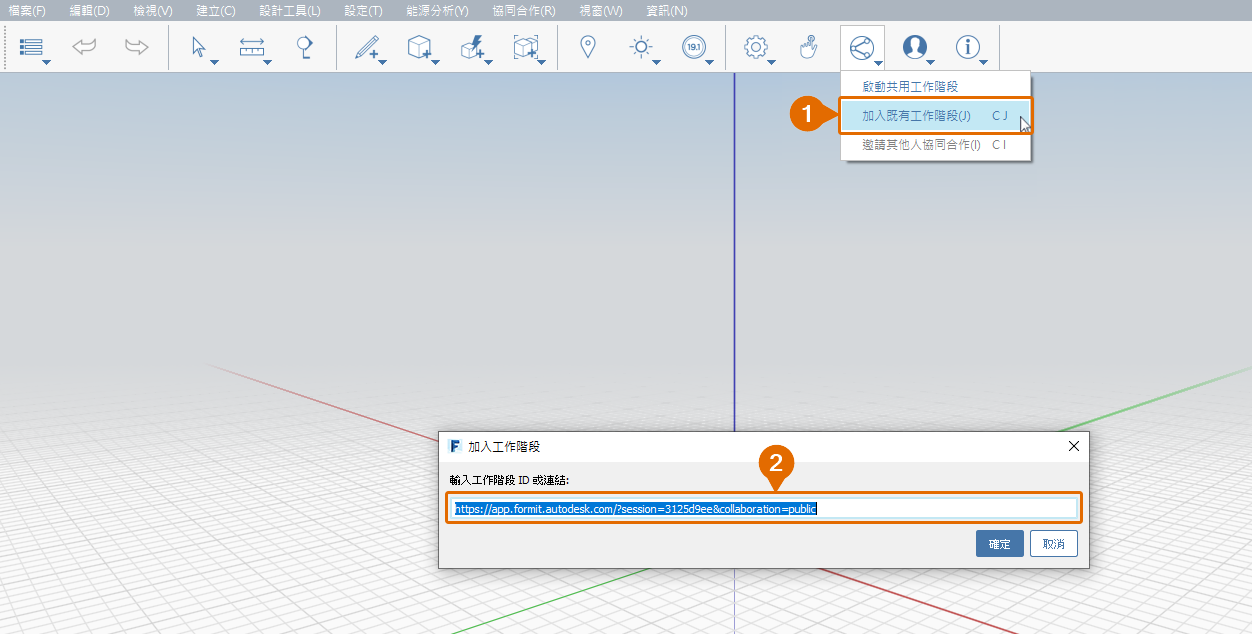 檔案(F) 編輯(D) 檢視(V) 建立(C) 設計工具(L) 設定(T) 能源分析(Y) 協同合作(R) 視窗(W) 資訊(N)
19.1
啟動共用工作階段
1
加入既有工作階段(J) C J
邀請其他人協同合作(I) C I
F 加入工作階段
2
輸入工作階段 ID 或連結:
https://app.formit.autodesk.com/?session=3125d9ee&collaboration=public
確定 取消